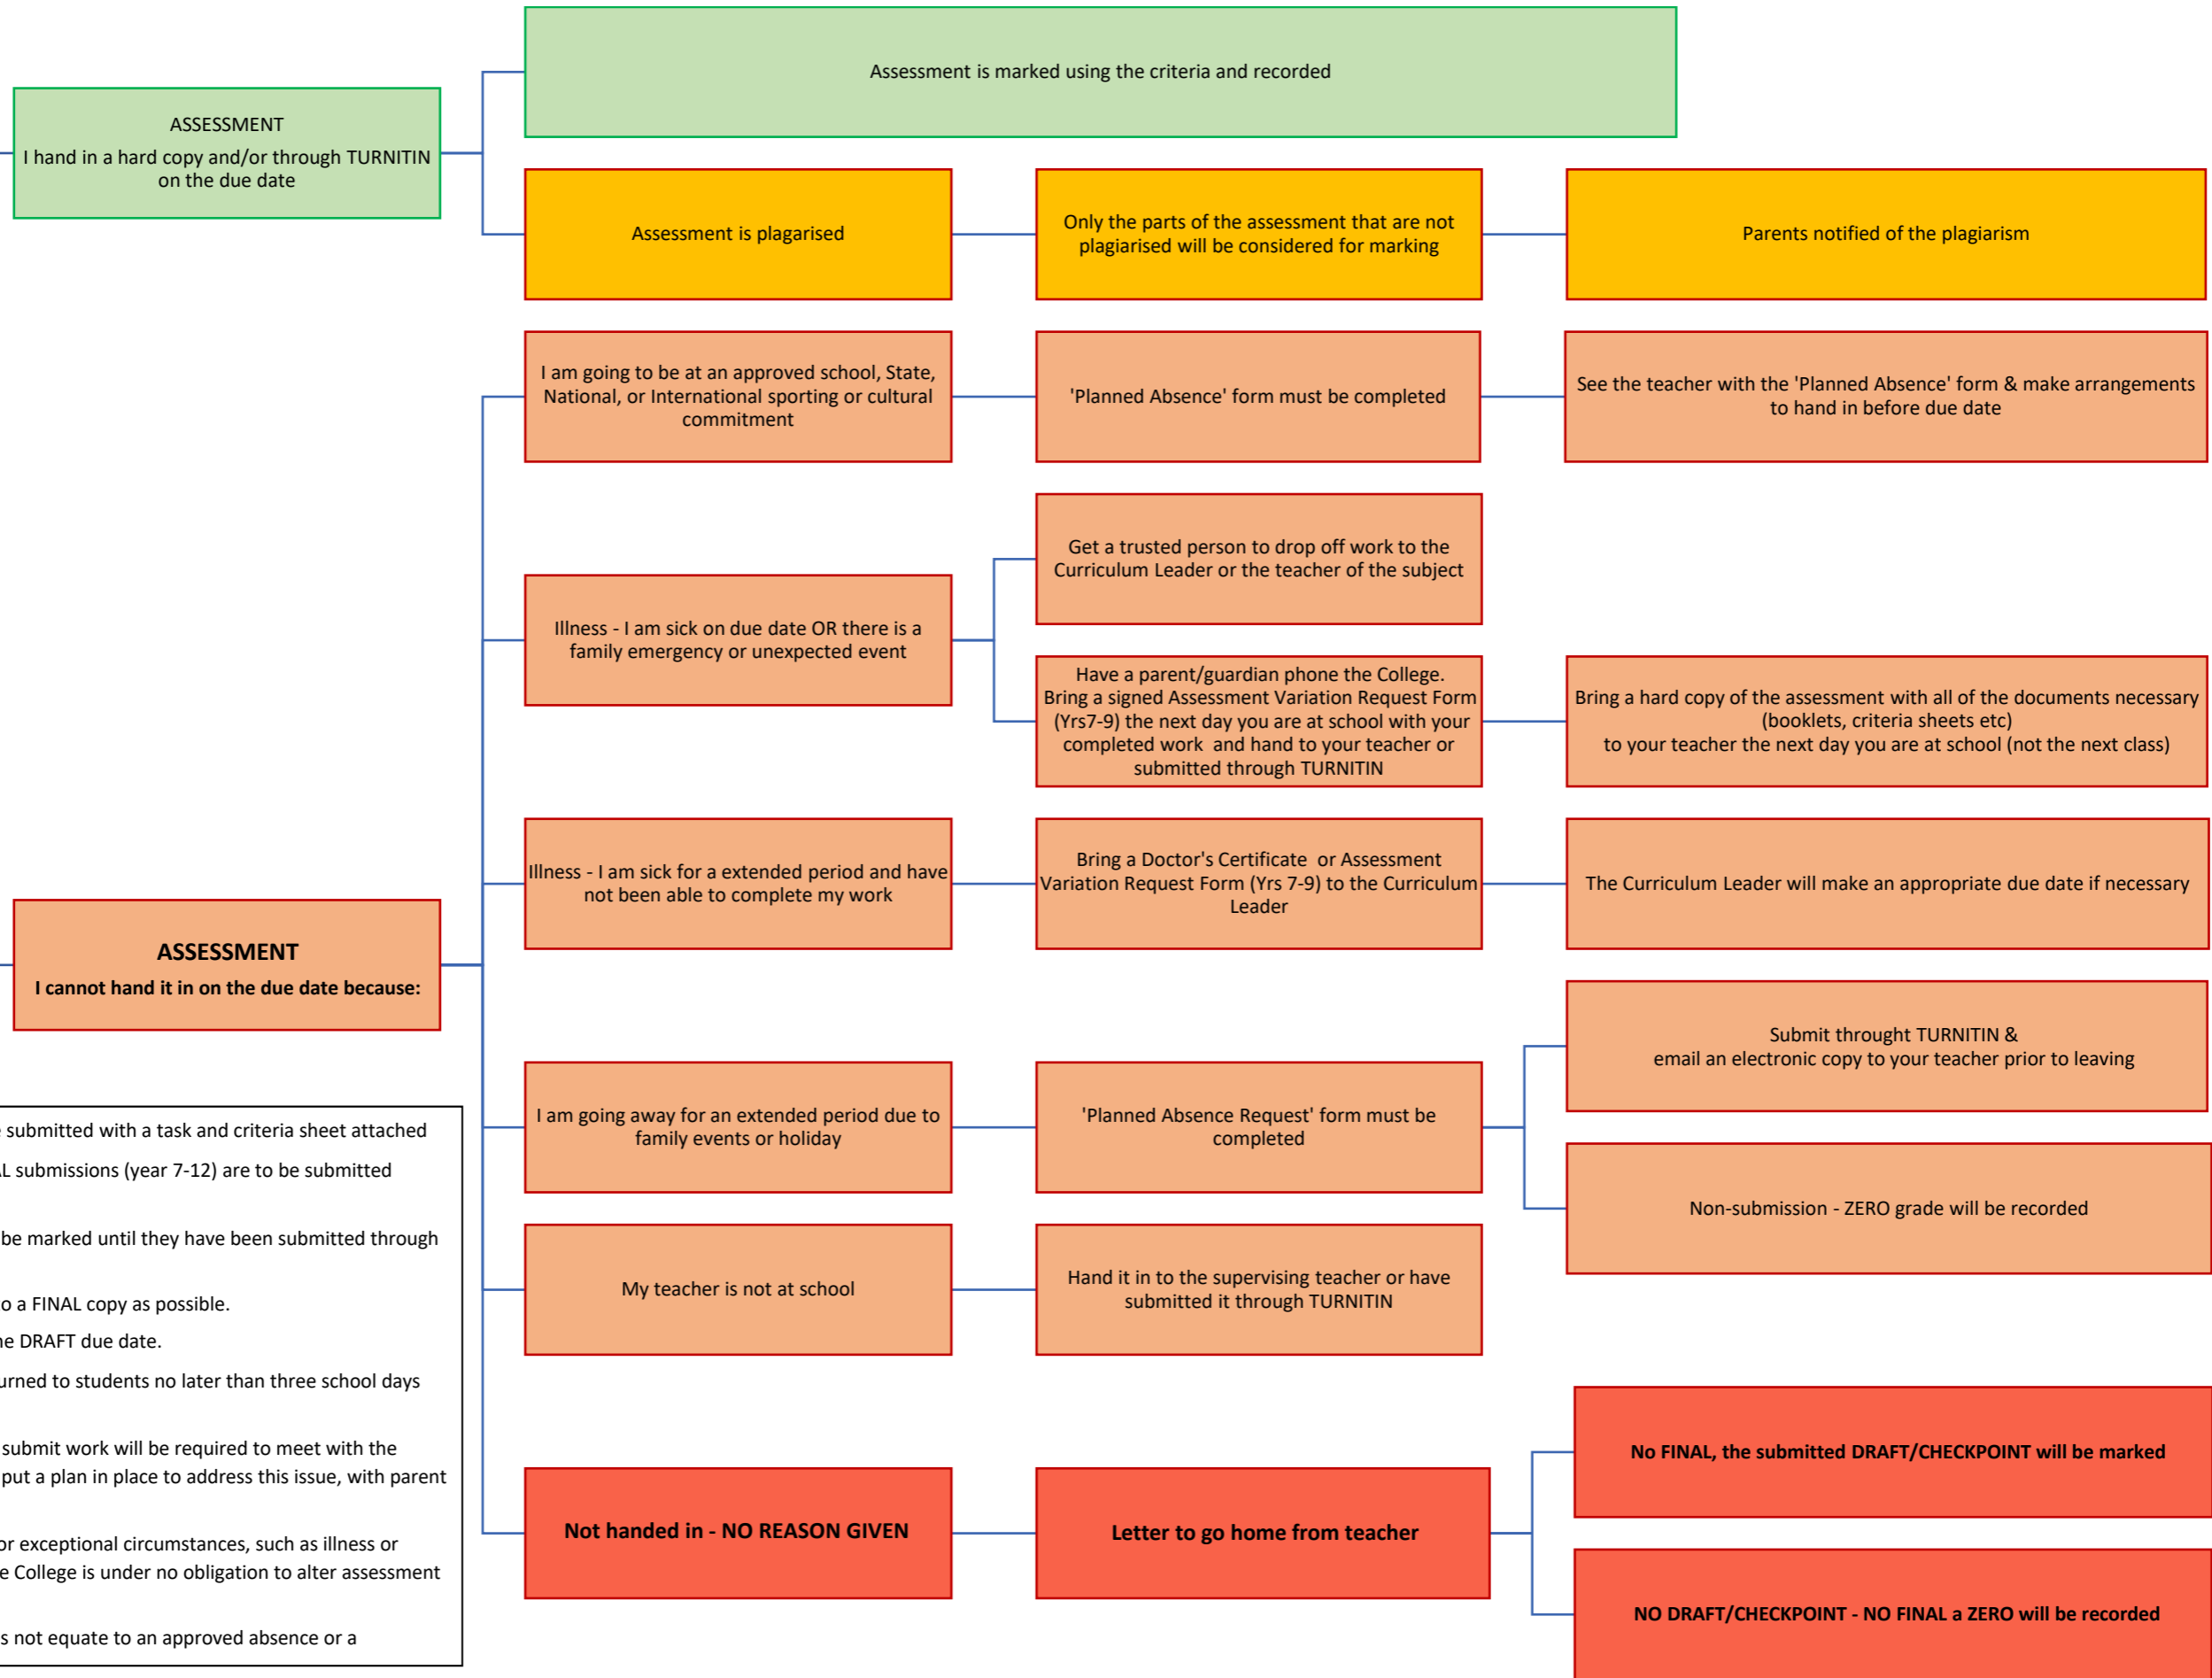 Assessment is marked using the criteria and recorded
ASSESSMENT
I hand in a hard copy and/or through TURNITIN
on the due date
Assessment is plagarised
Only the parts of the assessment that are not
plagiarised will be considered for marking
Parents notified of the plagiarism
I am going to be at an approved school, State,
National, or International sporting or cultural
commitment
'Planned Absence' form must be completed
See the teacher with the 'Planned Absence' form & make arrangements
to hand in before due date
Get a trusted person to drop off work to the
Curriculum Leader or the teacher of the subject
Illness - I am sick on due date OR there is a
family emergency or unexpected event
Have a parent/guardian phone the College.
Bring a signed Assessment Variation Request Form
(Yrs7-9) the next day you are at school with your
completed work and hand to your teacher or
submitted through TURNITIN
Bring a hard copy of the assessment with all of the documents necessary
(booklets, criteria sheets etc)
to your teacher the next day you are at school (not the next class)
Illness - I am sick for a extended period and have
not been able to complete my work
Bring a Doctor's Certificate or Assessment
Variation Request Form (Yrs 7-9) to the Curriculum
Leader
The Curriculum Leader will make an appropriate due date if necessary
ASSESSMENT
I cannot hand it in on the due date because:
Submit throught TURNITIN &
email an electronic copy to your teacher prior to leaving
I am going away for an extended period due to
family events or holiday
'Planned Absence Request' form must be
completed
Non-submission - ZERO grade will be recorded
My teacher is not at school
Hand it in to the supervising teacher or have
submitted it through TURNITIN
No FINAL, the submitted DRAFT/CHECKPOINT will be marked
Not handed in - NO REASON GIVEN
Letter to go home from teacher
NO DRAFT/CHECKPOINT - NO FINAL a ZERO will be recorded
submitted with a task and criteria sheet attached
submissions (year 7-12) are to be submitted
be marked until they have been submitted through
a FINAL copy as possible.
DRAFT due date.
to students no later than three school days
submit work will be required to meet with the
put a plan in place to address this issue, with parent
or exceptional circumstances, such as illness or
College is under no obligation to alter assessment
not equate to an approved absence or a